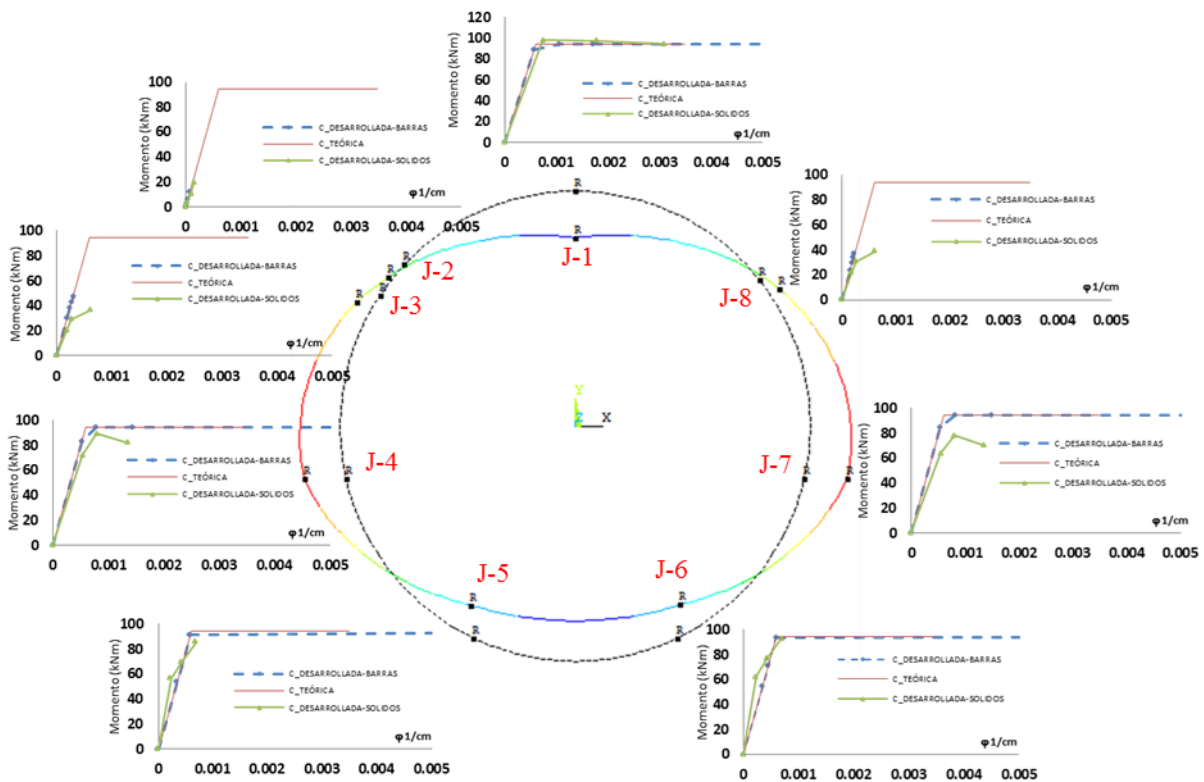 120
100
80
60
40
20
0
Momento (kNm)
C_DESARROLLADA-BARRAS
C_TEÓRICA
C_DESARROLLADA-SOLIDOS
φ1/cm
0 0.001 0.002 0.003 0.004 0.005
100
80
60
40
20
0
Momento (kNm)
C_DESARROLLADA-BARRAS
C_TEÓRICA
C_DESARROLLADA-SOLIDOS
φ1/cm
0 0.001 0.002 0.003 0.004 0.005
100
80
60
40
20
0
Momento (kNm)
C_DESARROLLADA-BARRAS
C_TEÓRICA
C_DESARROLLADA-SOLIDOS
φ1/cm
0 0.001 0.002 0.003 0.004 0.005
100
80
60
40
20
0
Momento (kNm)
C_DESARROLLADA-BARRAS
C_TEÓRICA
C_DESARROLLADA-SOLIDOS
φ1/cm
0 0.001 0.002 0.003 0.004 0.005
J-2
J-1
J-3
J-8
Y
Z X
J-4
J-7
J-5
J-6
100
80
60
40
20
0
Momento (kNm)
C_DESARROLLADA-BARRAS
C_TEÓRICA
C_DESARROLLADA-SOLIDOS
φ1/cm
0 0.001 0.002 0.003 0.004 0.005
100
80
60
40
20
0
Momento (kNm)
C_DESARROLLADA-BARRAS
C_TEÓRICA
C_DESARROLLADA-SOLIDOS
φ1/cm
0 0.001 0.002 0.003 0.004 0.005
100
80
60
40
20
0
Momento (kNm)
C_DESARROLLADA-BARRAS
C_TEÓRICA
C_DESARROLLADA-SOLIDOS
φ1/cm
0 0.001 0.002 0.003 0.004 0.005
100
80
60
40
20
0
Momento (kNm)
C_DESARROLLADA-BARRAS
C_TEÓRICA
C_DESARROLLADA-SOLIDOS
φ1/cm
0 0.001 0.002 0.003 0.004 0.005